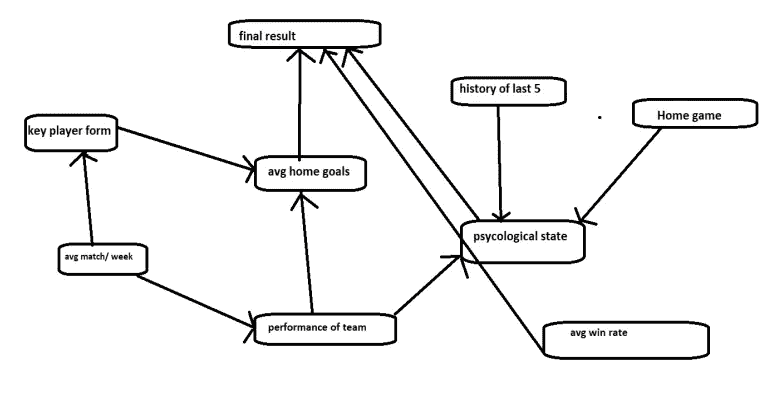 final result
history of last 5
Home game
key player form
avg home goals
psycological state
avg match/ week
performance of team
avg win rate